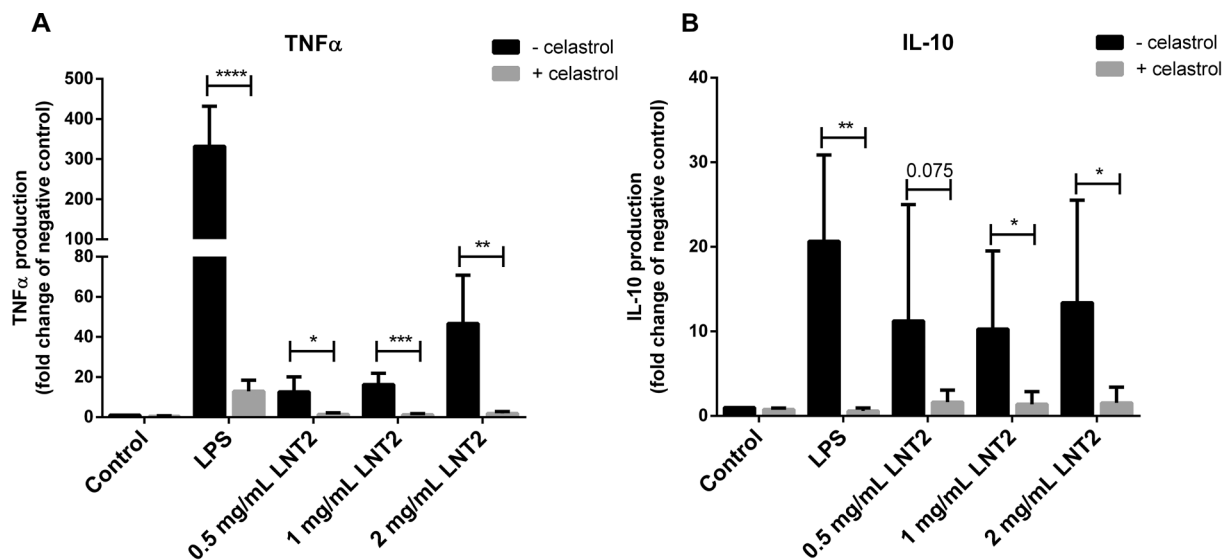 A
TNFα
- celastrol
+ celastrol
TNFα production
(fold change of negative control)
500
400
300
200
100
80
60
40
20
0
****
*
***
**
Control
LPS
0.5 mg/mL LNT2
1 mg/mL LNT2
2 mg/mL LNT2
B
IL-10
- celastrol
+ celastrol
IL-10 production
(fold change of negative control)
40
30
20
10
0
**
0.075
*
*
Control
LPS
0.5 mg/mL LNT2
1 mg/mL LNT2
2 mg/mL LNT2